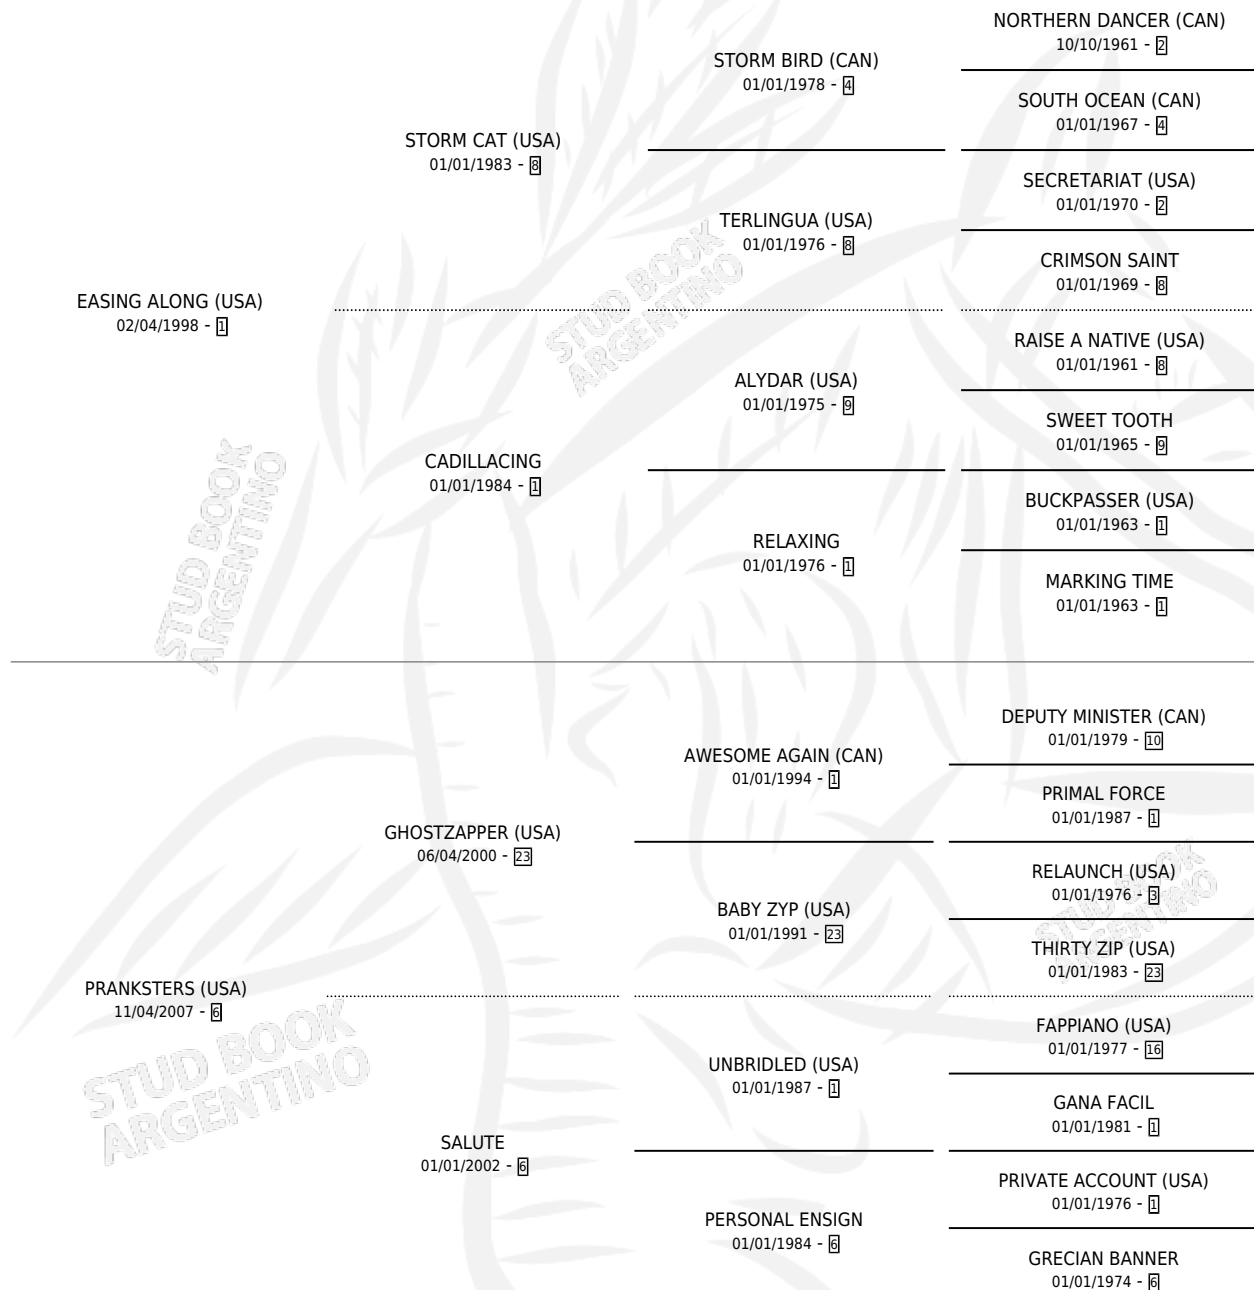 NORTHERN DANCER (CAN)
10/10/1961 - 2
STORM BIRD (CAN)
01/01/1978 - 4
SOUTH OCEAN (CAN)
01/01/1967 - 4
STORM CAT (USA)
01/01/1983 - 8
SECRETARIAT (USA)
01/01/1970 - 2
TERLINGUA (USA)
01/01/1976 - 8
CRIMSON SAINT
01/01/1969 - 8
EASING ALONG (USA)
02/04/1998 - 1
RAISE A NATIVE (USA)
01/01/1961 - 8
ALYDAR (USA)
01/01/1975 - 9
SWEET TOOTH
01/01/1965 - 9
CADILLACING
01/01/1984 - 1
BUCKPASSER (USA)
01/01/1963 - 1
RELAXING
01/01/1976 - 1
MARKING TIME
01/01/1963 - 1
DEPUTY MINISTER (CAN)
01/01/1979 - 10
AWESOME AGAIN (CAN)
01/01/1994 - 1
PRIMAL FORCE
01/01/1987 - 1
GHOSTZAPPER (USA)
06/04/2000 - 23
RELAUNCH (USA)
01/01/1976 - 3
BABY ZYP (USA)
01/01/1991 - 23
THIRTY ZIP (USA)
01/01/1983 - 23
PRANKSTERS (USA)
11/04/2007 - 6
FAPPIANO (USA)
01/01/1977 - 16
UNBRIDLED (USA)
01/01/1987 - 1
GANA FACIL
01/01/1981 - 1
SALUTE
01/01/2002 - 6
PRIVATE ACCOUNT (USA)
01/01/1976 - 1
PERSONAL ENSIGN
01/01/1984 - 6
GRECIAN BANNER
01/01/1974 - 6
STUD BOOK
ARGENTINO
STUD BOOK
ARGENTINO
STUD BOOK
ARGENTINO
STUD BOOK
ARGENTINO